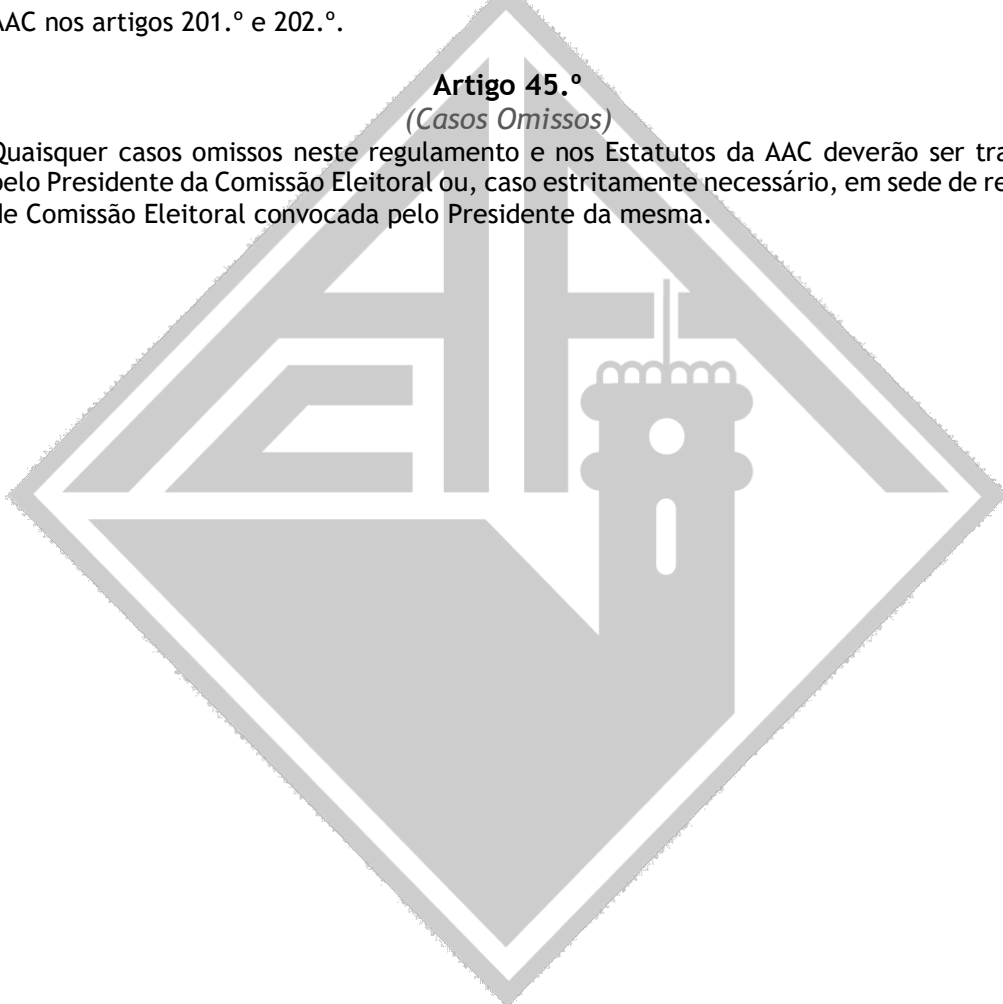 AAC nos artigos 201.º e 202.º.
Artigo 45.º
(Casos Omissos)
Quaisquer casos omissos neste regulamento e nos Estatutos da AAC deverão ser tra
pelo Presidente da Comissão Eleitoral ou, caso estritamente necessário, em sede de re
de Comissão Eleitoral convocada pelo Presidente da mesma.